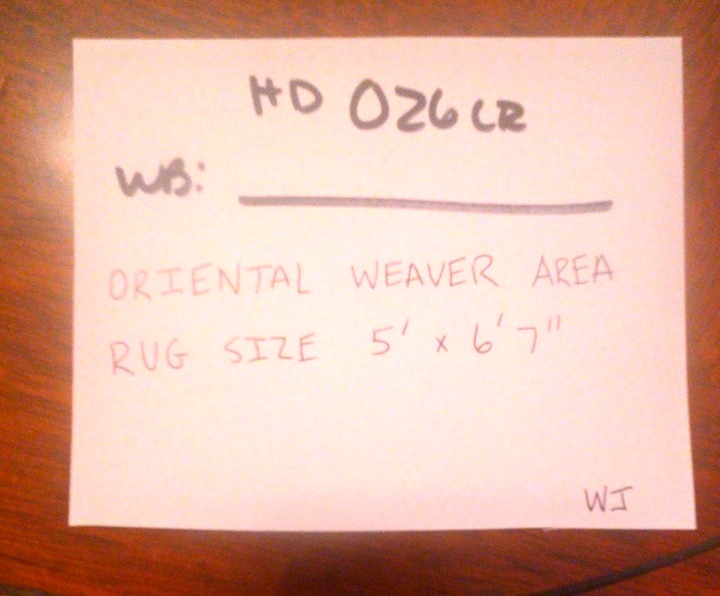 HD 026CR
WB:
ORIENTAL WEAVER AREA
RUG SIZE 5' x 6'7"
WJ